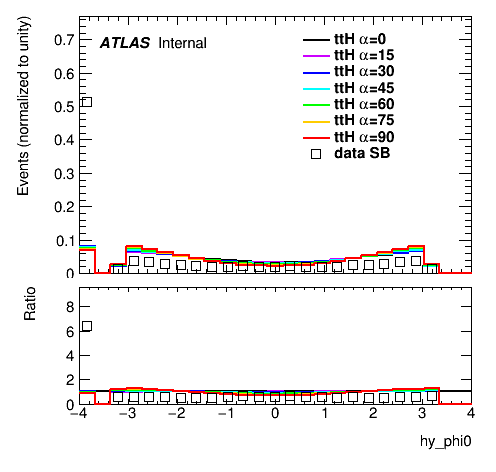 Events (normalized to unity)
0.7
0.6
0.5
0.4
0.3
0.2
0.1
0
ATLAS Internal
ttH α=0
ttH α=15
ttH α=30
ttH α=45
ttH α=60
ttH α=75
ttH α=90
data SB
Ratio
8
6
4
2
0
−4 −3 −2 −1 0 1 2 3 4
hy_phi0